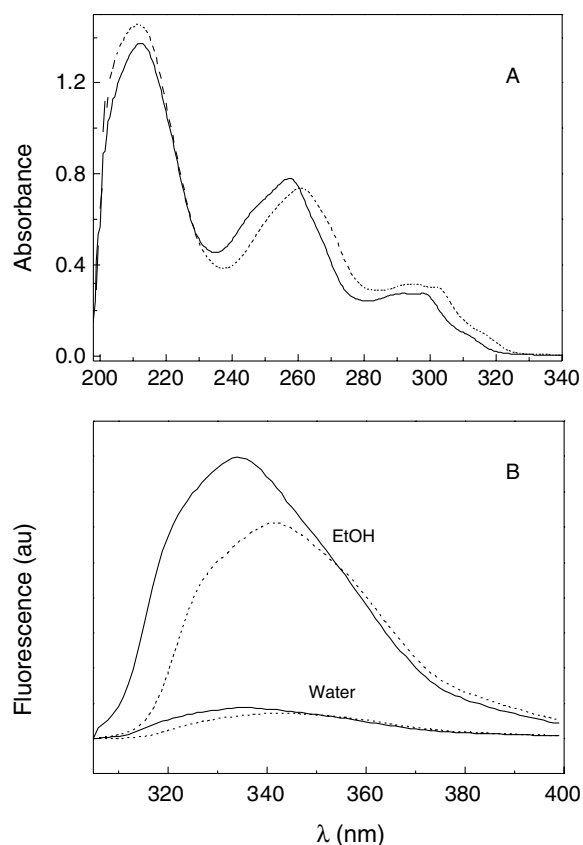 A
Absorbance
1.2
0.8
0.4
0.0
200 220 240 260 280 300 320 340
B
EtOH
Water
Fluorescence (au)
320 340 360 380 400
λ (nm)